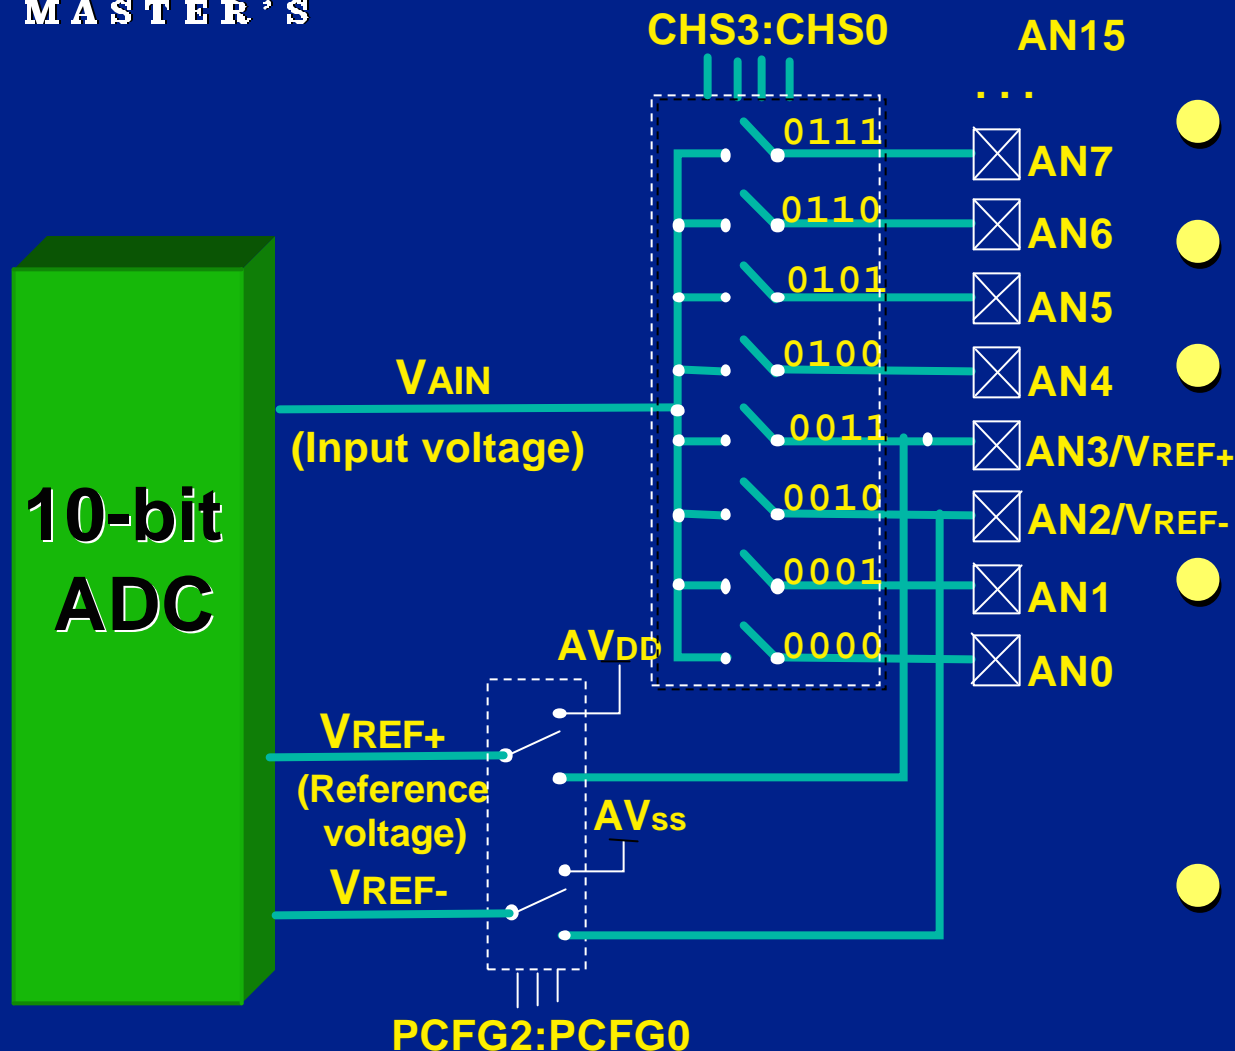 MASTER'S
CHS3:CHS0
AN15
...
0111
AN7
0110
AN6
0101
AN5
0100
AN4
VAIN
(Input voltage)
0011
AN3/VREF+
0010
AN2/VREF-
10-bit
ADC
0001
AN1
0000
AN0
AVDD
VREF+
(Reference
voltage)
AVss
VREF-
PCFG2:PCFG0